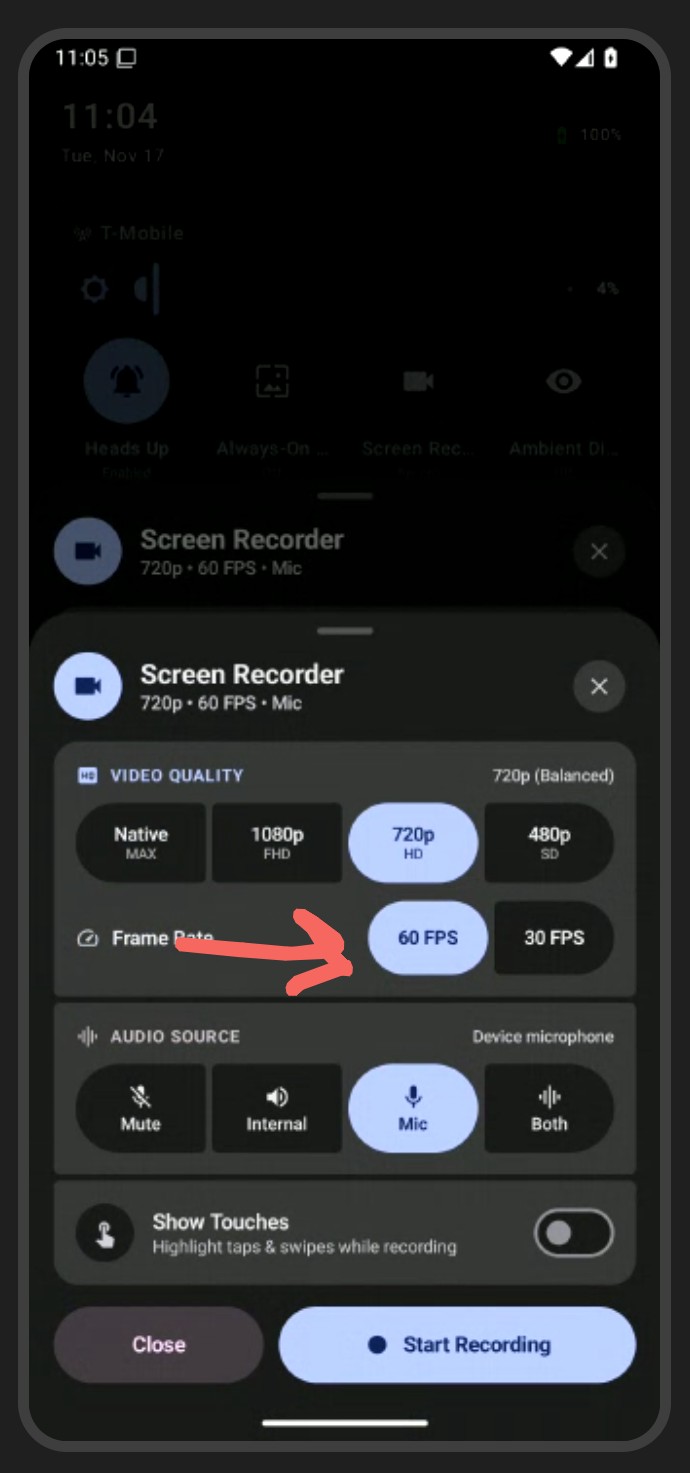 11:05
11:04
100%
Tue, Nov 17
T-Mobile
4%
Heads Up
Always-On ...
Screen Rec...
Ambient Di...
Enabled
Screen Recorder
720p • 60 FPS • Mic
Screen Recorder
720p • 60 FPS • Mic
HD VIDEO QUALITY
720p (Balanced)
Native
MAX
1080p
FHD
720p
HD
480p
SD
Frame Rate
60 FPS
30 FPS
AUDIO SOURCE
Device microphone
Mute
Internal
Mic
Both
Show Touches
Highlight taps & swipes while recording
Close
Start Recording